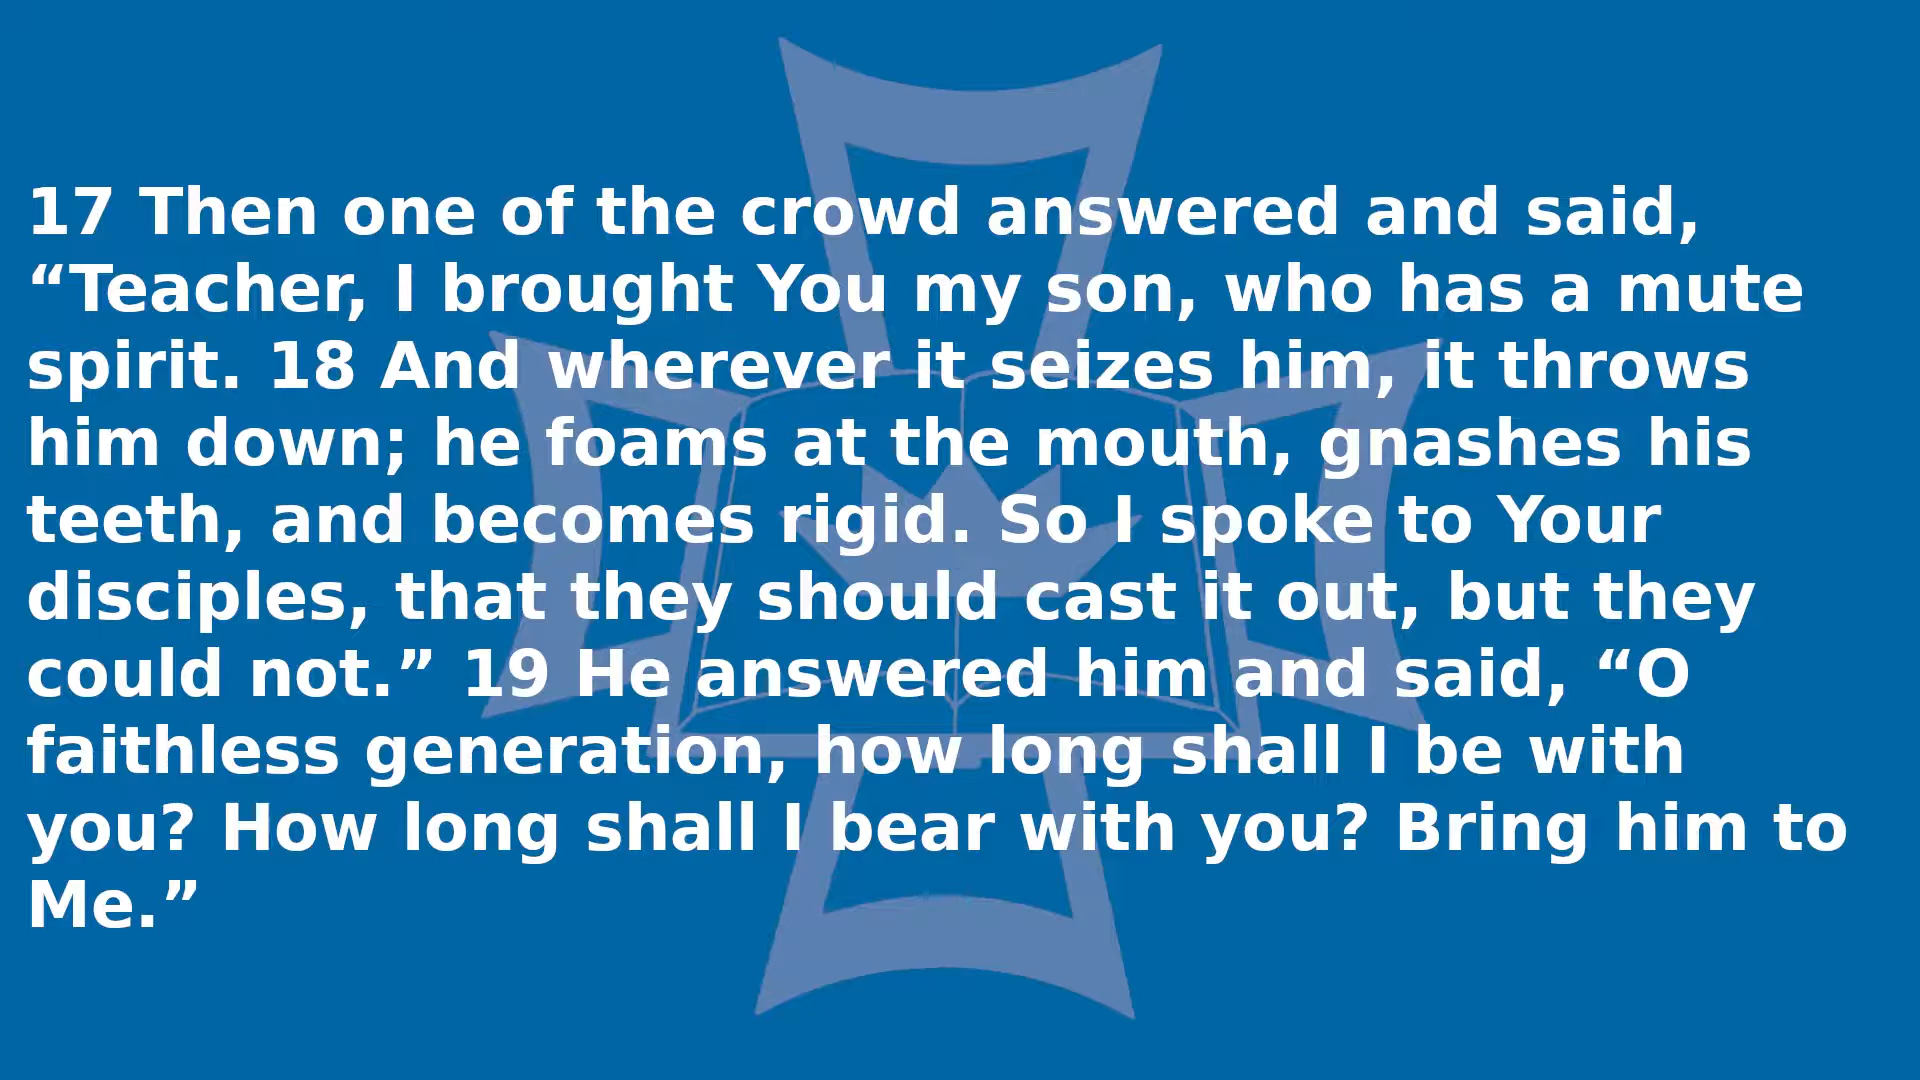 17 Then one of the crowd answered and said,
“Teacher, I brought You my son, who has a mute
spirit. 18 And wherever it seizes him, it throws
him down; he foams at the mouth, gnashes his
teeth, and becomes rigid. So I spoke to Your
disciples, that they should cast it out, but they
could not.” 19 He answered him and said, “O
faithless generation, how long shall I be with
you? How long shall I bear with you? Bring him to
Me.”